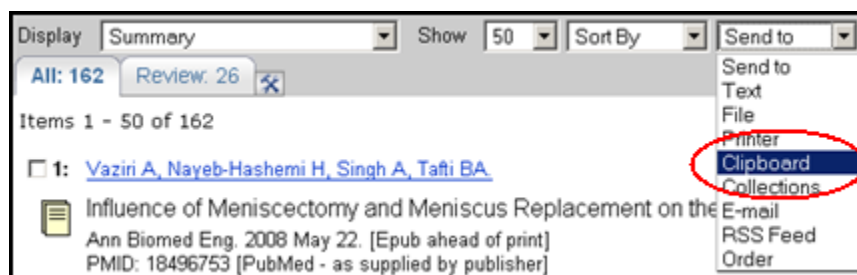 Display Summary Show 50 Sort By Send to
All: 162 Review: 26 Send to
Text
Items 1 - 50 of 162 File
Printer
1: Vaziri A, Nayeb-Hashemi H, Singh A, Tafti BA. Clipboard
Collections
Influence of Meniscectomy and Meniscus Replacement on the E-mail
Ann Biomed Eng. 2008 May 22. [Epub ahead of print] RSS Feed
PMID: 18496753 [PubMed - as supplied by publisher] Order